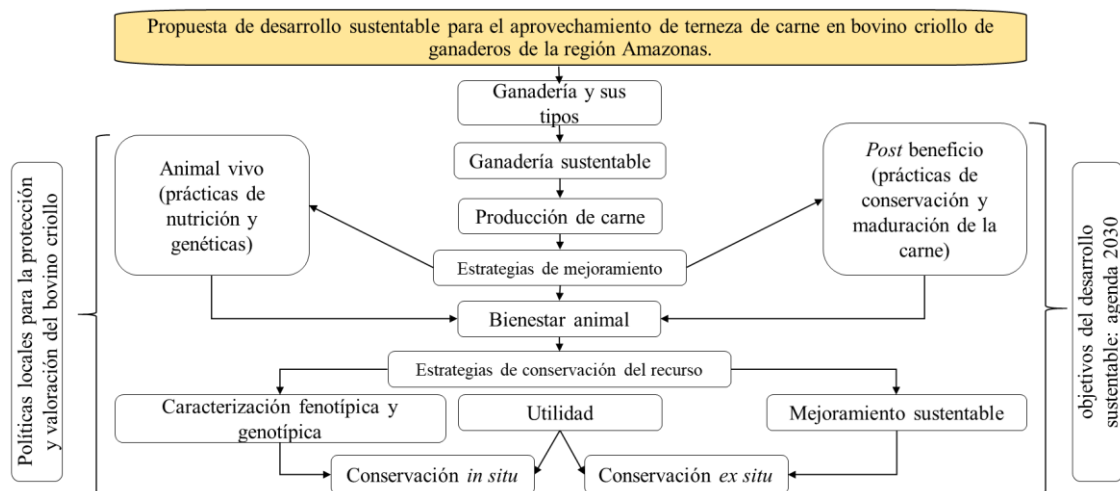 Propuesta de desarrollo sustentable para el aprovechamiento de terneza de carne en bovino criollo de
ganaderos de la región Amazonas.
Ganadería y sus
tipos
Ganadería sustentable
Producción de carne
Estrategias de mejoramiento
Animal vivo
(prácticas de
nutrición y
genéticas)
Post beneficio
(prácticas de
conservación y
maduración de la
carne)
Bienestar animal
Estrategias de conservación del recurso
Caracterización fenotípica y
genotípica
Utilidad
Mejoramiento sustentable
Conservación in situ
Conservación ex situ
Políticas locales para la protección
y valoración del bovino criollo
objetivos del desarrollo
sustentable: agenda 2030